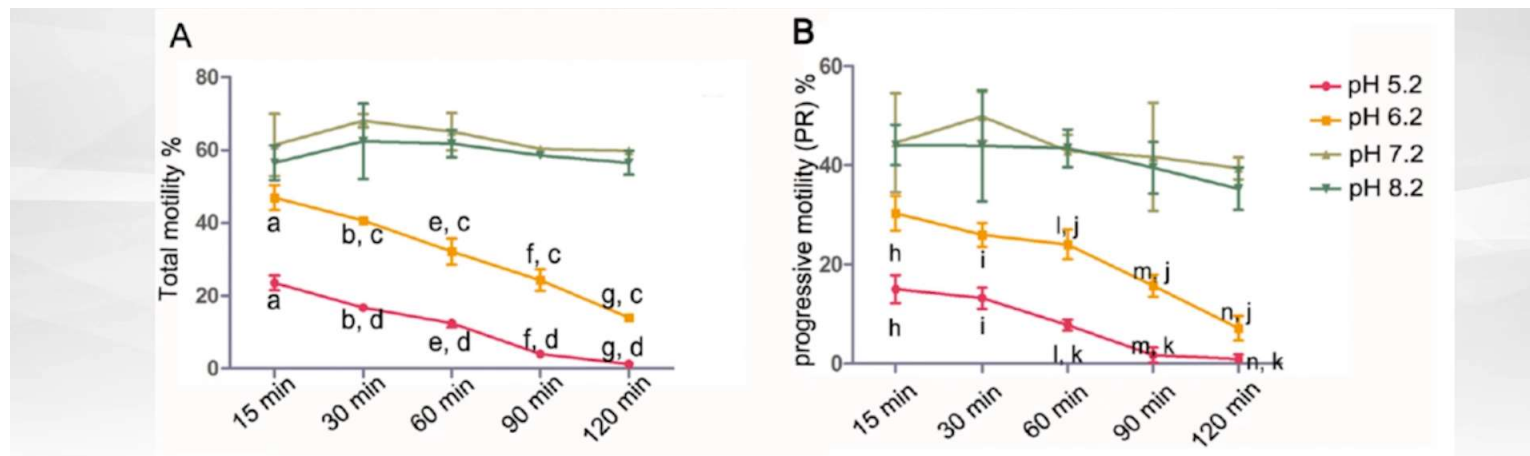 A
Total motility %
80
60
40
20
0
a
b, c
e, c
f, c
g, c
a
b, d
e, d
f, d
g, d
15 min
30 min
60 min
90 min
120 min
B
progressive motility (PR) %
60
40
20
0
h
i
l, j
m, j
n, j
h
i
l, k
m, k
n, k
15 min
30 min
60 min
90 min
120 min
pH 5.2
pH 6.2
pH 7.2
pH 8.2